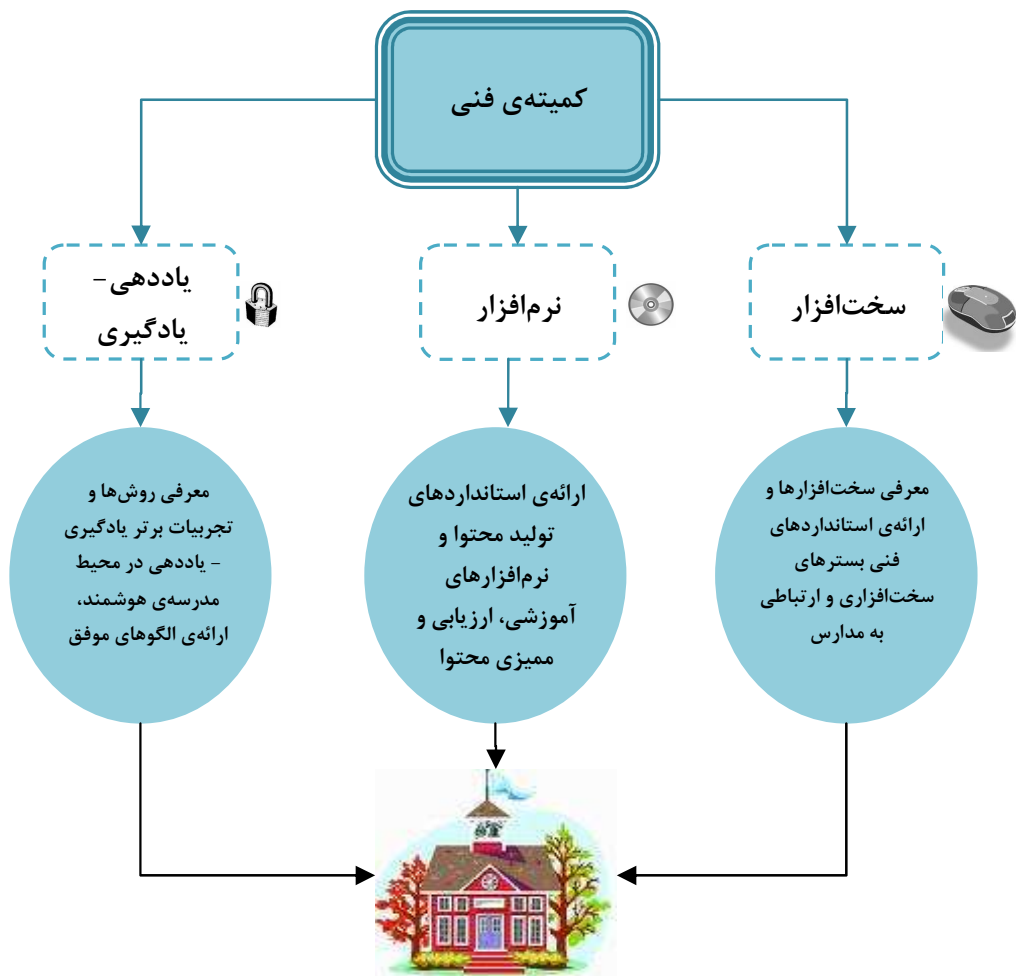 کمیته‌ی فنی
سخت‌افزار
نرم‌افزار
یاددهی –
یادگیری
معرفی سخت‌افزارها و
ارائه‌ی استانداردهای
فنی بسترهای
سخت‌افزاری و ارتباطی
به مدارس
ارائه‌ی استانداردهای
تولید محتوا و
نرم‌افزارهای
آموزشی، ارزیابی و
ممیزی محتوا
معرفی روش‌ها و
تجربیات برتر یادگیری
– یاددهی در محیط
مدرسه‌ی هوشمند،
ارائه‌ی الگوهای موفق